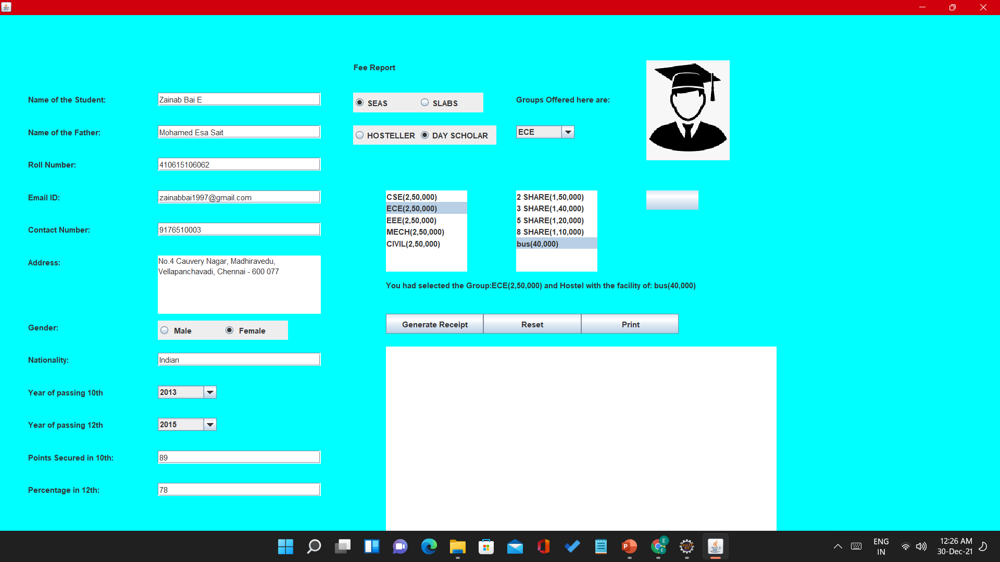 Fee Report
Name of the Student:
Zainab Bai E
SEAS
SLABS
Groups Offered here are:
Name of the Father:
Mohamed Esa Sait
HOSTELLER
DAY SCHOLAR
ECE
Roll Number:
410615106062
Email ID:
zainabbai1997@gmail.com
CSE(2,50,000)
ECE(2,50,000)
EEE(2,50,000)
MECH(2,50,000)
CIVIL(2,50,000)
2 SHARE(1,50,000)
3 SHARE(1,40,000)
5 SHARE(1,20,000)
8 SHARE(1,10,000)
bus(40,000)
Contact Number:
9176510003
Address:
No.4 Cauvery Nagar, Madhiravedu,
Vellapanchavadi, Chennai - 600 077
You had selected the Group:ECE(2,50,000) and Hostel with the facility of: bus(40,000)
Gender:
Male
Female
Generate Receipt
Reset
Print
Nationality:
Indian
Year of passing 10th
2013
Year of passing 12th
2015
Points Secured in 10th:
89
Percentage in 12th:
78
ENG
IN
12:26 AM
30-Dec-21